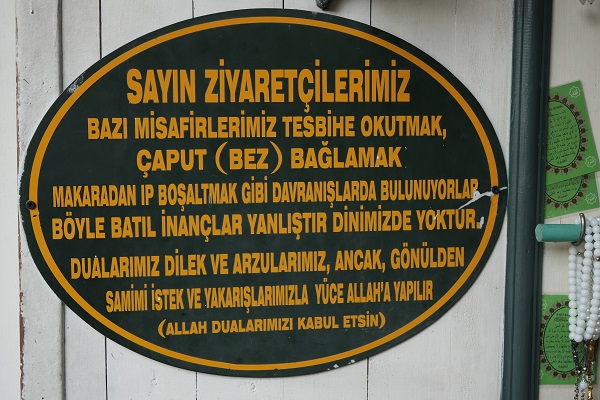 SAYIN ZİYARETÇİLERİMİZ
BAZI MİSAFİRLERİMİZ TESBİHE OKUTMAK,
ÇAPUT (BEZ) BAĞLAMAK
MAKARADAN IP BOŞALTMAK GİBİ DAVRANIŞLARDA BULUNUYORLAR
BÖYLE BATIL İNANÇLAR YANLIŞTIR DİNİMİZDE YOKTUR.
DUALARIMIZ DİLEK VE ARZULARIMIZ, ANCAK, GÖNÜLDEN
SAMİMİ İSTEK VE YAKARIŞLARIMIZLA YÜCE ALLAH'A YAPILIR
(ALLAH DUALARIMIZI KABUL ETSİN)